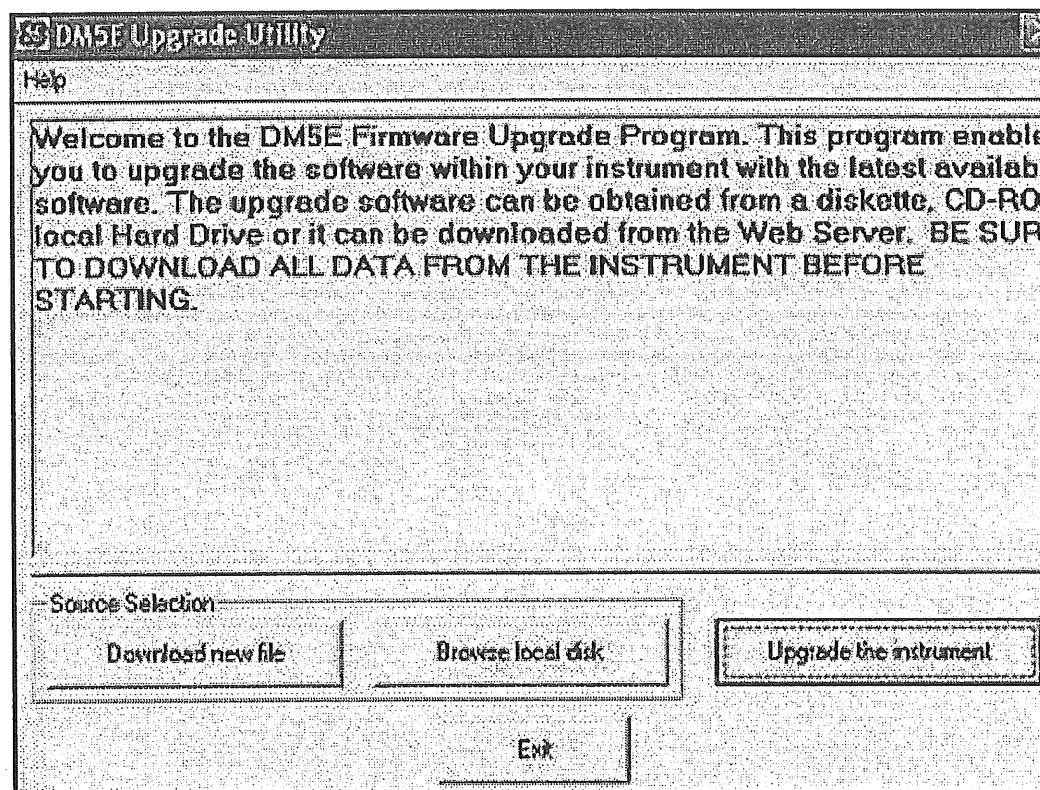 DM5E Upgrade Utility
Help
Welcome to the DM5E Firmware Upgrade Program. This program enable
you to upgrade the software within your instrument with the latest availab
software. The upgrade software can be obtained from a diskette, CD-RO
local Hard Drive or it can be downloaded from the Web Server. BE SUR
TO DOWNLOAD ALL DATA FROM THE INSTRUMENT BEFORE
STARTING.
Source Selection
Download new file
Browse local disk
Upgrade the instrument
Exit